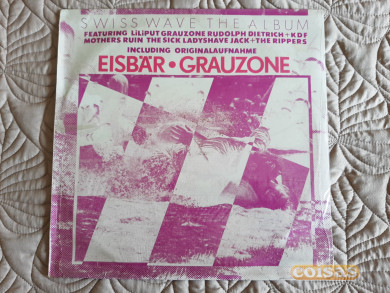 SWISS WAVE THE ALBUM
FEATURING LILIPUT GRAUZONE RUDOLPH DIETRICH + KDF
MOTHERS RUIN THE SICK LADYSHAVE JACK + THE RIPPERS
INCLUDING ORIGINALAUFNAHME
EISBÄR • GRAUZONE
coisas